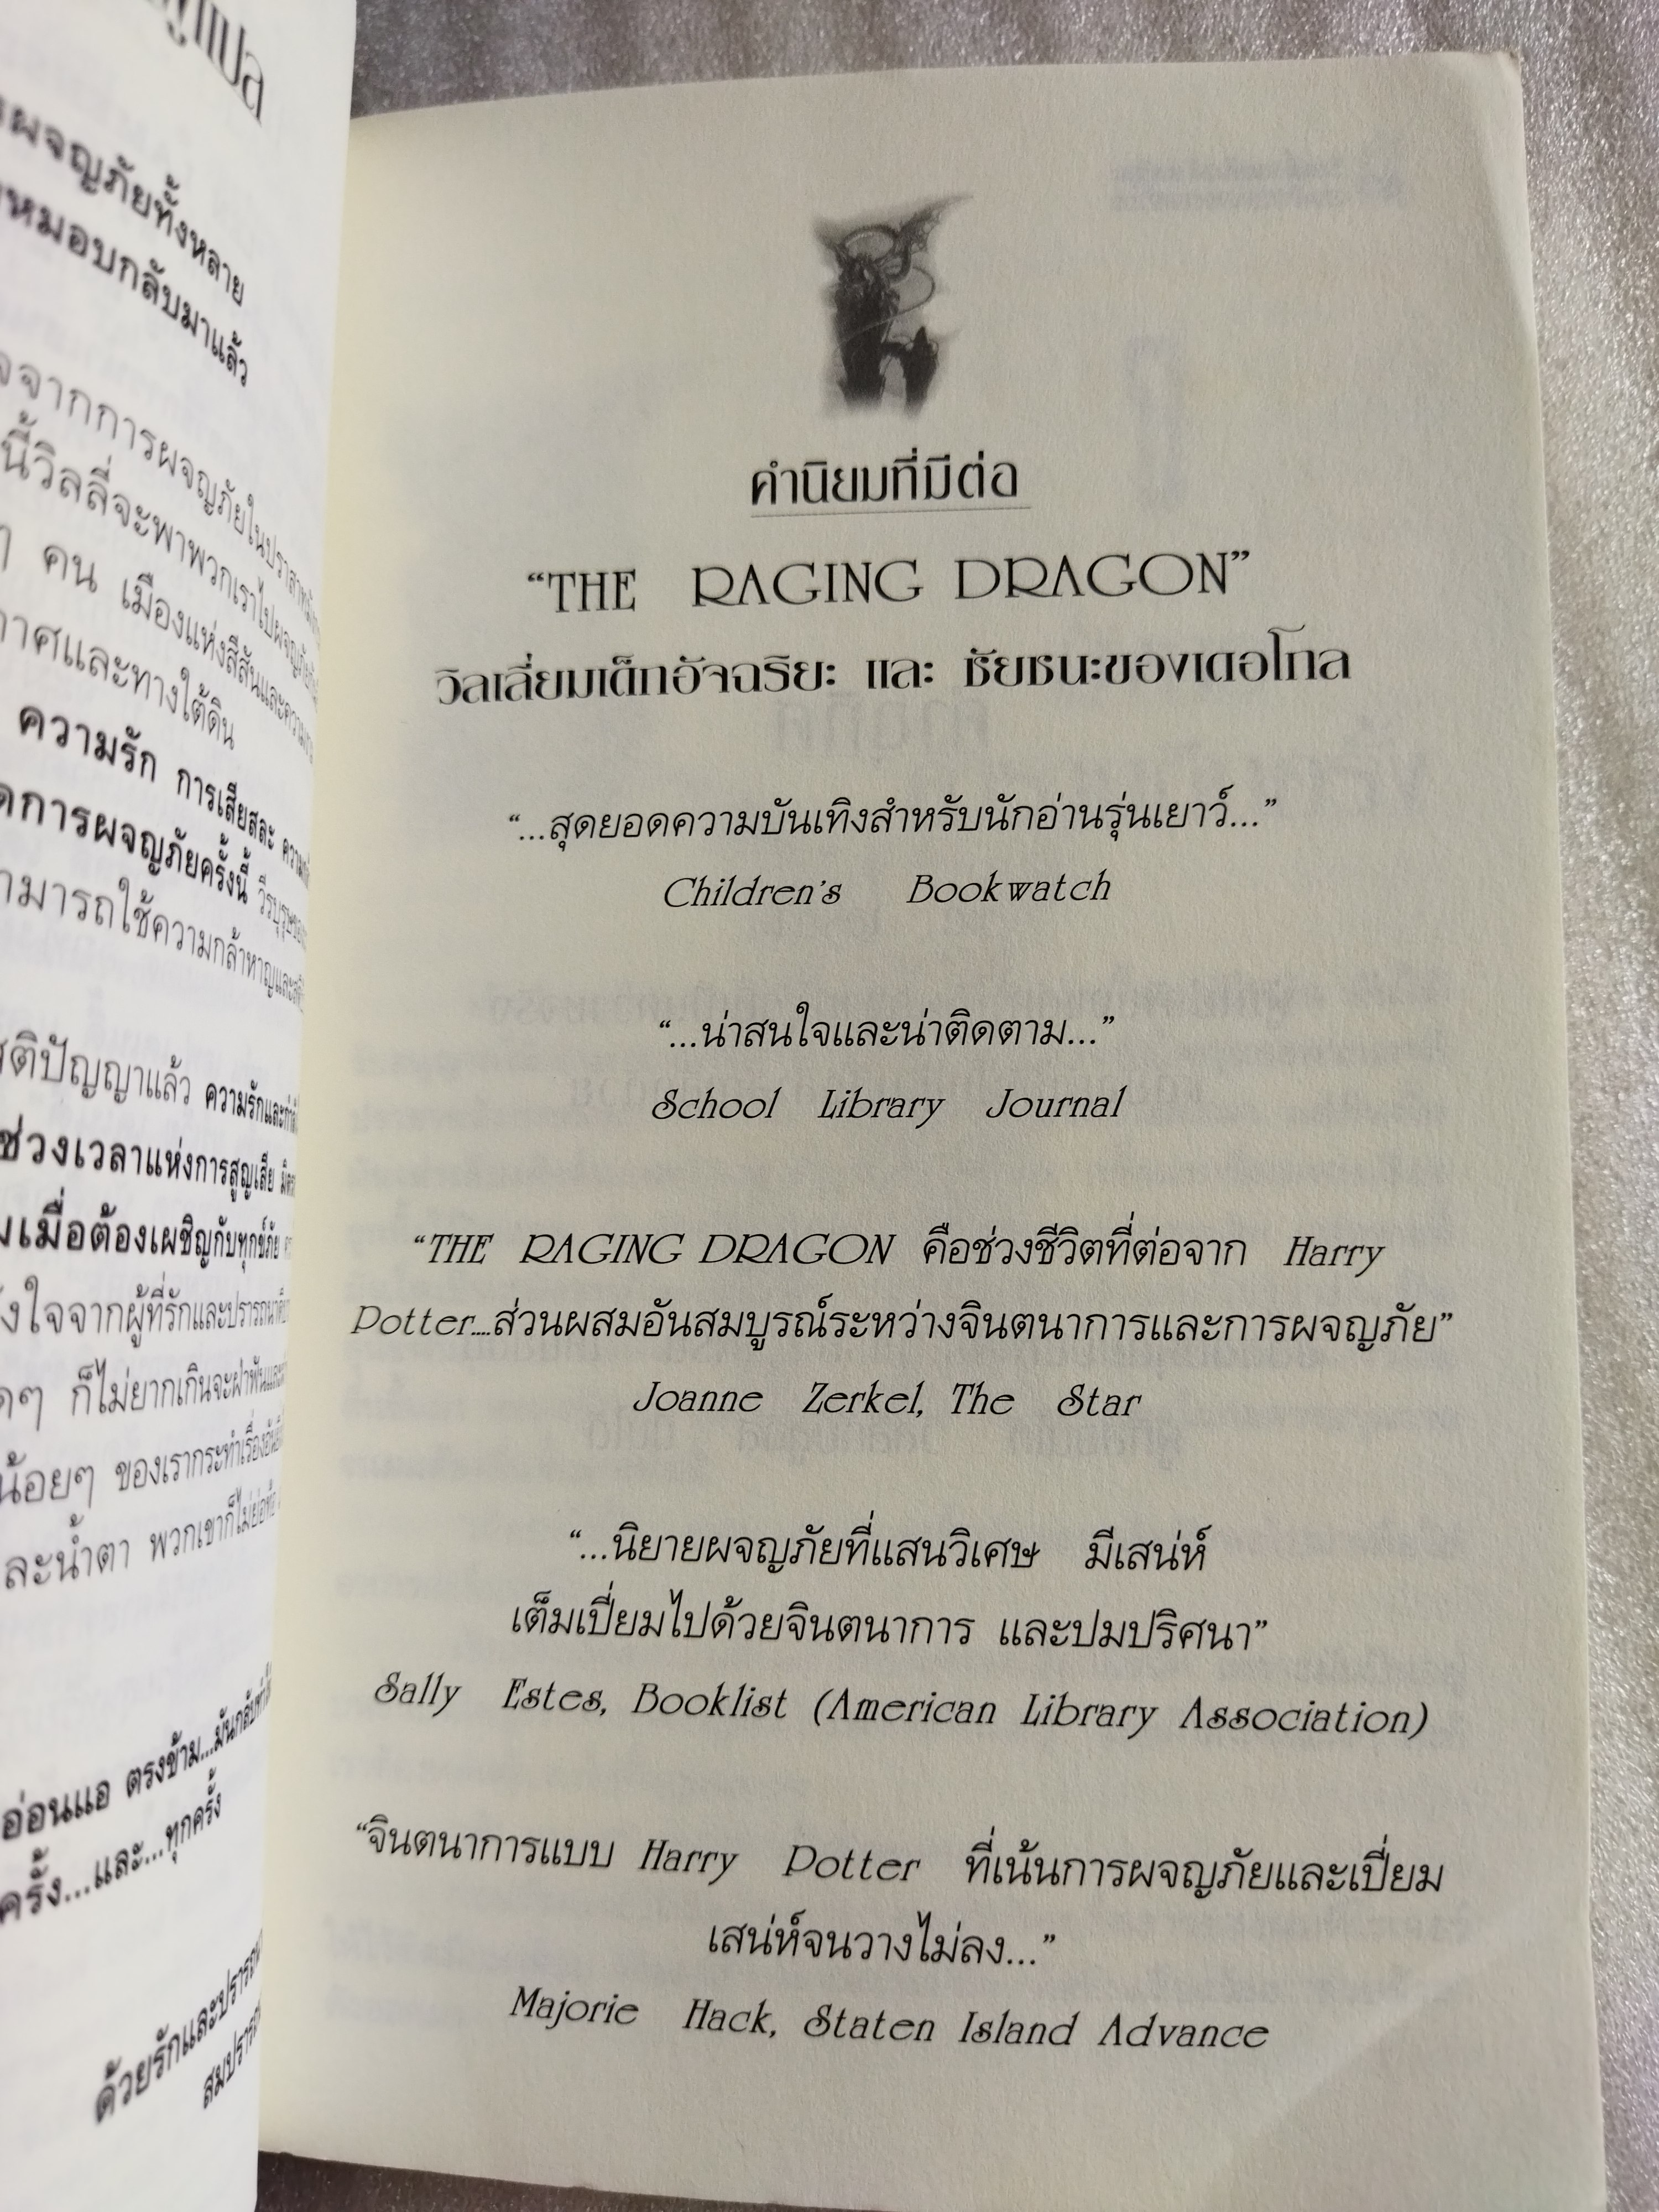 ผจญภัยทั้งหลาย
หมอบกลับมาแล้ว
จากการผจญภัยใน
นี้วิลลี่จะพาพวกเราไปผจญภัย
ๆ คน เมืองแห่งสีสันและความ
กาศและทางใต้ดิน
ความรัก การเสียสละ
การผจญภัยครั้งนี้
สามารถใช้ความกล้าหาญและ
สติปัญญาแล้ว ความรักและ
ช่วงเวลาแห่งการสูญเสีย
เมื่อต้องเผชิญกับทุกข์ภัย
ใจจากผู้ที่รักและปรารถนา
ใดๆ ก็ไม่ยากเกินจะฝ่าฟันและ
น้อยๆ ของเรากระทำเรื่อง
และน้ำตา พวกเขาก็ไม่ย่อท้อ
อ่อนแอ ตรงข้าม...มันกลับ
ครั้ง...และ...ทุกครั้ง
ด้วยรักและปรารถ
คำนิยมที่มีต่อ
“THE RAGING DRAGON”
วิลเลี่ยมเด็กอัจฉริยะ และ ชัยชนะของเดอโกล
“...สุดยอดความบันเทิงสำหรับนักอ่านรุ่นเยาว์...”
Children's Bookwatch
“...น่าสนใจและน่าติดตาม...”
School Library Journal
“THE RAGING DRAGON คือช่วงชีวิตที่ต่อจาก Harry
Potter....ส่วนผสมอันสมบูรณ์ระหว่างจินตนาการและการผจญภัย”
Joanne Zerkel, The Star
“...นิยายผจญภัยที่แสนวิเศษ มีเสน่ห์
เต็มเปี่ยมไปด้วยจินตนาการ และปมปริศนา”
Sally Estes, Booklist (American Library Association)
“จินตนาการแบบ Harry Potter ที่เน้นการผจญภัยและเปี่ยม
เสน่ห์จนวางไม่ลง...”
Majorie Hack, Staten Island Advance